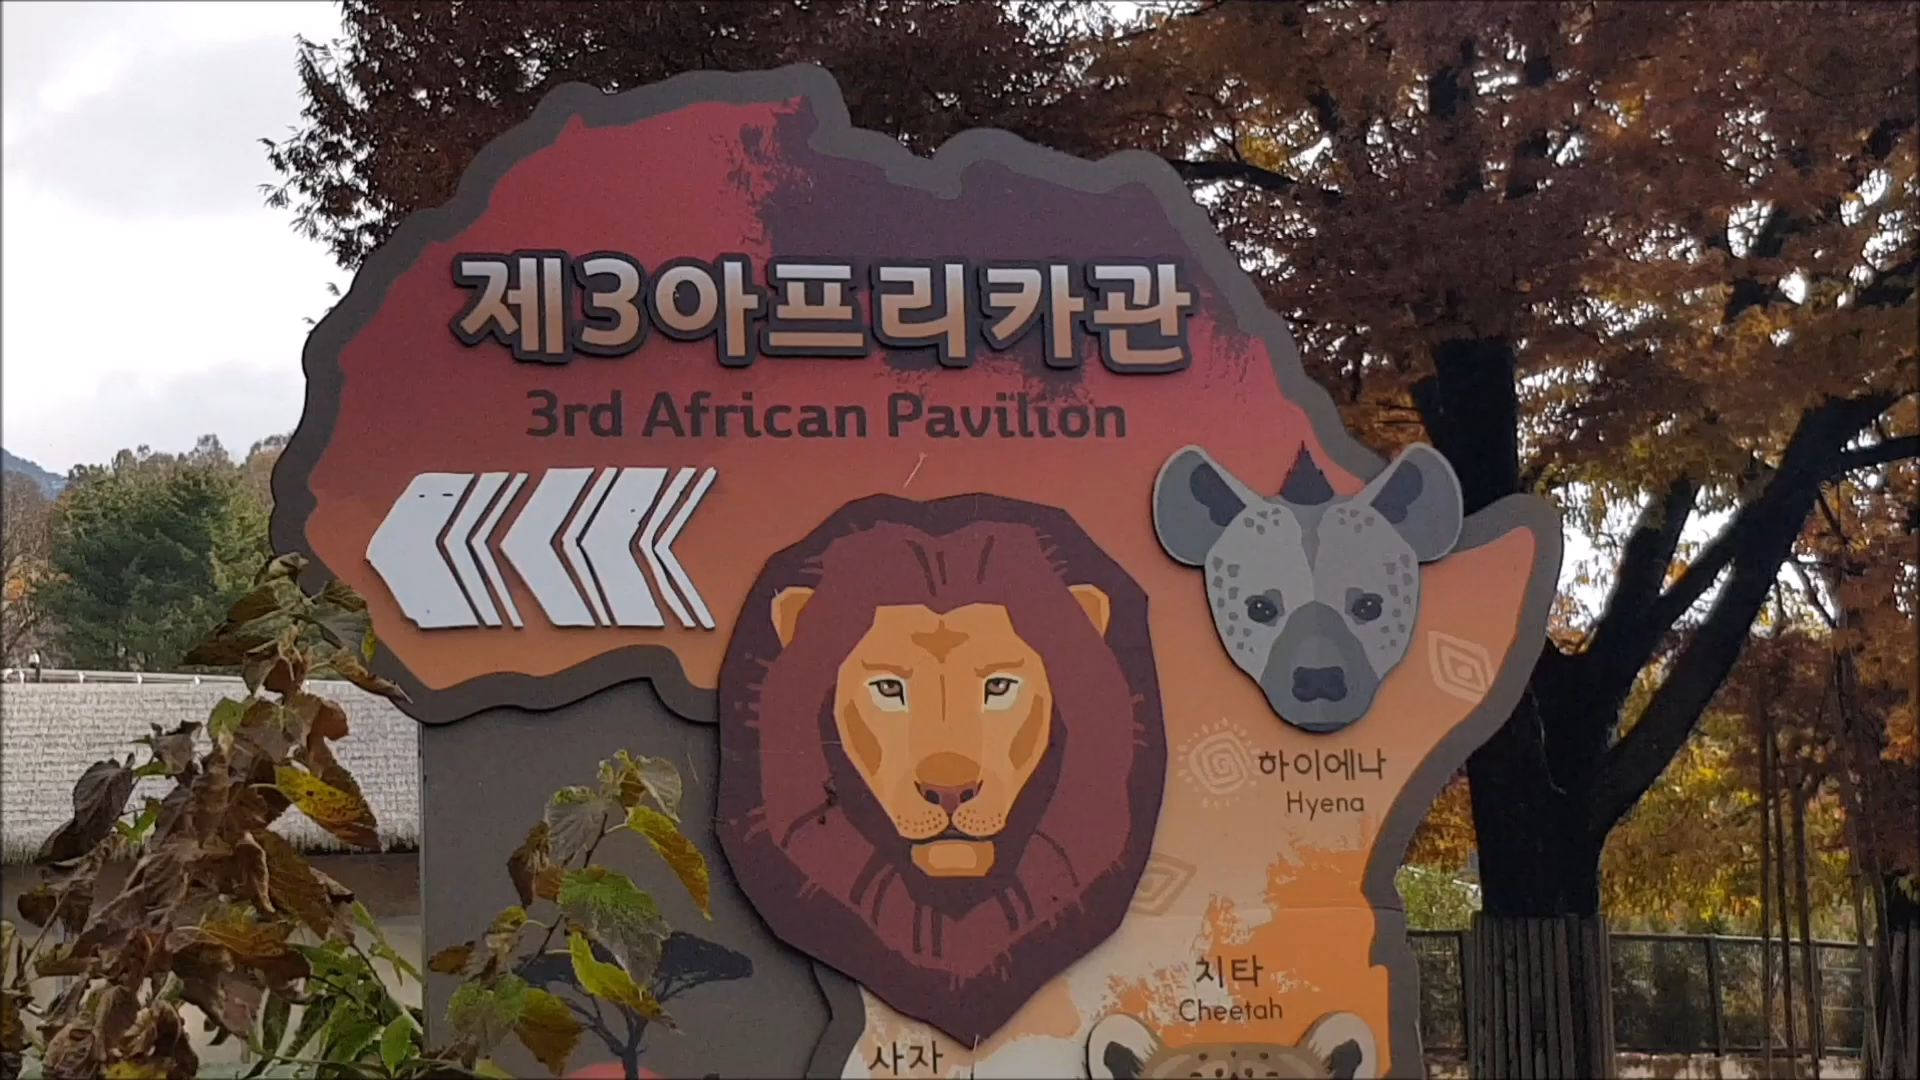 제3아프리카관
3rd African Pavilion
하이에나
Hyena
치타
Cheetah
사자